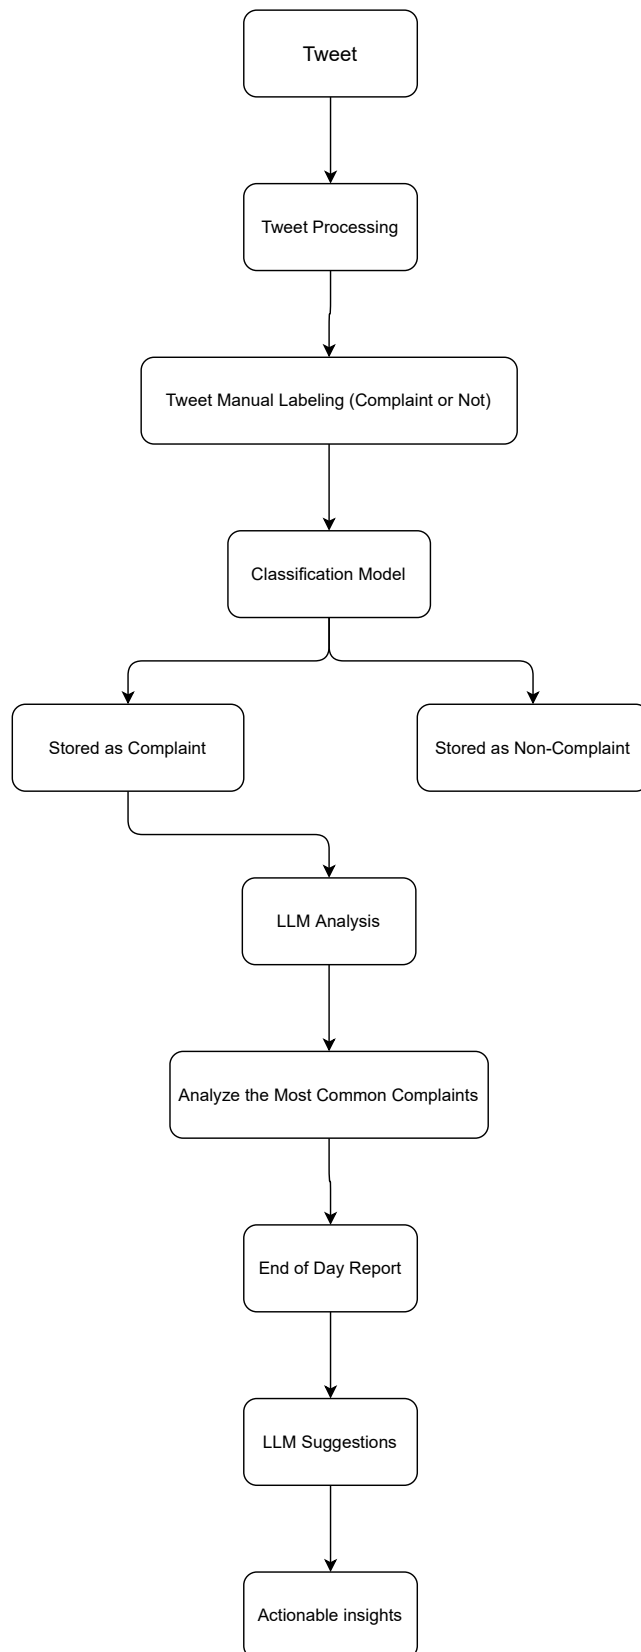 Tweet
Tweet Processing
Tweet Manual Labeling (Complaint or Not)
Classification Model
Stored as Complaint
Stored as Non-Complaint
LLM Analysis
Analyze the Most Common Complaints
End of Day Report
LLM Suggestions
Actionable insights